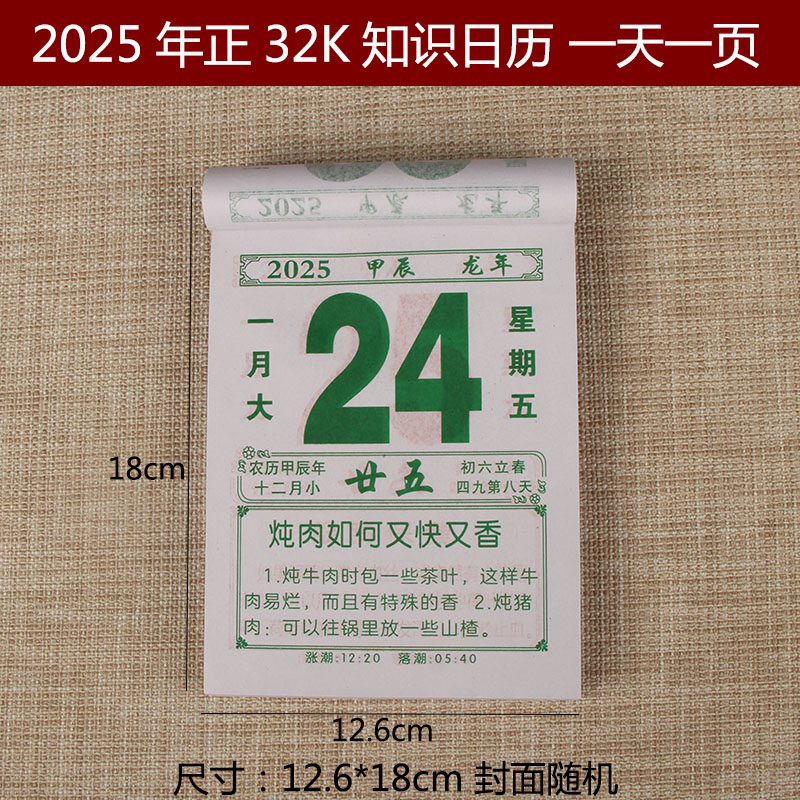 2025 年正 32K 知识日历 一天一页
2025 甲辰 龙年
2025 甲辰 龙年
一月大
24
星期五
农历甲辰年
十二月小
廿五
初六立春
四九第八天
炖肉如何又快又香
1.炖牛肉时包一些茶叶，这样牛
肉易烂，而且有特殊的香 2.炖猪
肉：可以往锅里放一些山楂。
涨潮:12:20 落潮:05:40
18cm
12.6cm
尺寸：12.6*18cm 封面随机